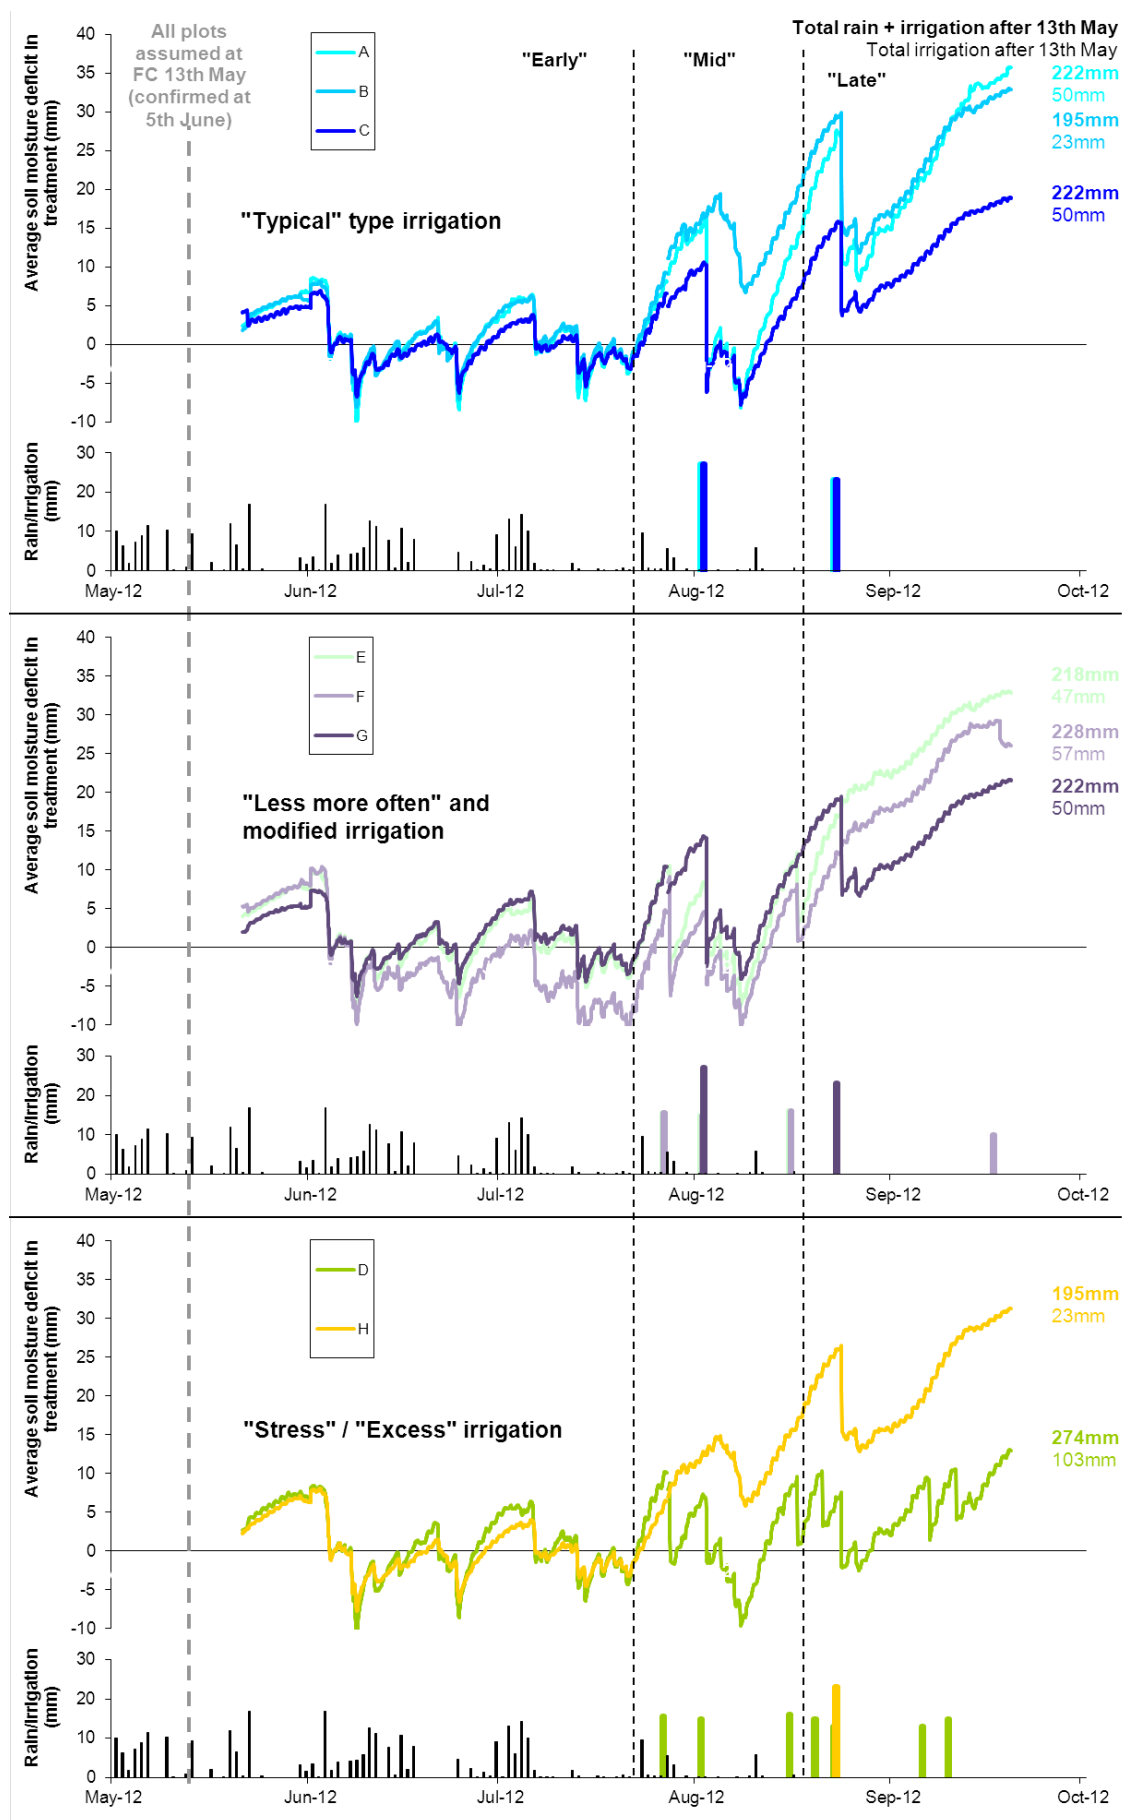 Total rain + irrigation after 13th May
Total irrigation after 13th May
All plots
assumed at
FC 13th May
(confirmed at
5th June)
A
B
C
"Early"
"Mid"
"Late"
222mm
50mm
195mm
23mm
222mm
50mm
"Typical" type irrigation
Average soil moisture deficit in
treatment (mm)
40
35
30
25
20
15
10
5
0
-5
-10
Rain/Irrigation
(mm)
30
20
10
0
May-12
Jun-12
Jul-12
Aug-12
Sep-12
Oct-12
E
F
G
218mm
47mm
228mm
57mm
222mm
50mm
"Less more often" and
modified irrigation
Average soil moisture deficit in
treatment (mm)
40
35
30
25
20
15
10
5
0
-5
-10
Rain/Irrigation
(mm)
30
20
10
0
May-12
Jun-12
Jul-12
Aug-12
Sep-12
Oct-12
D
H
195mm
23mm
274mm
103mm
"Stress" / "Excess" irrigation
Average soil moisture deficit in
treatment (mm)
40
35
30
25
20
15
10
5
0
-5
-10
Rain/Irrigation
(mm)
30
20
10
0
May-12
Jun-12
Jul-12
Aug-12
Sep-12
Oct-12